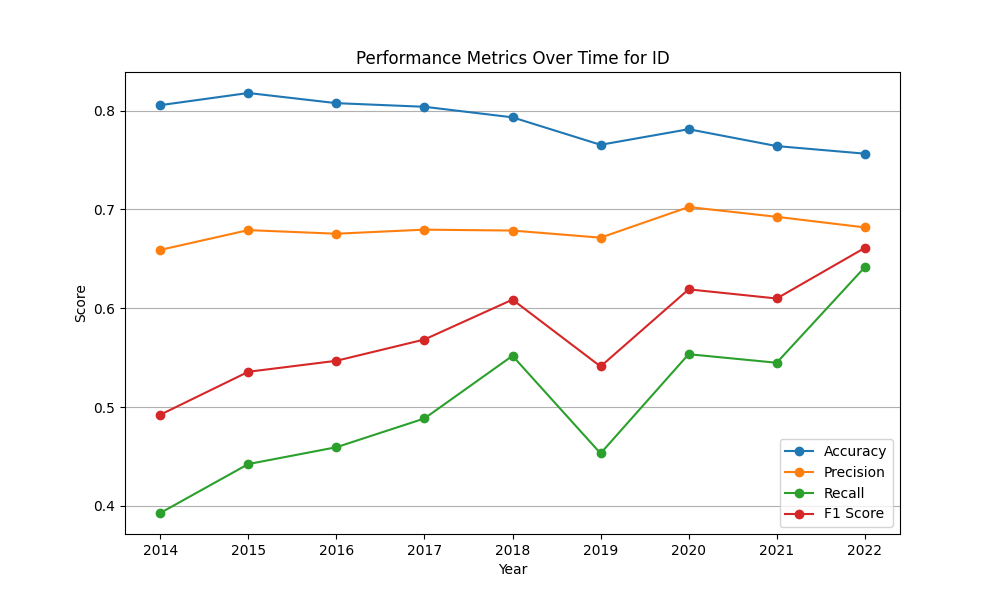 Performance Metrics Over Time for ID
Score
0.8
0.7
0.6
0.5
0.4
Accuracy
Precision
Recall
F1 Score
2014 2015 2016 2017 2018 2019 2020 2021 2022
Year